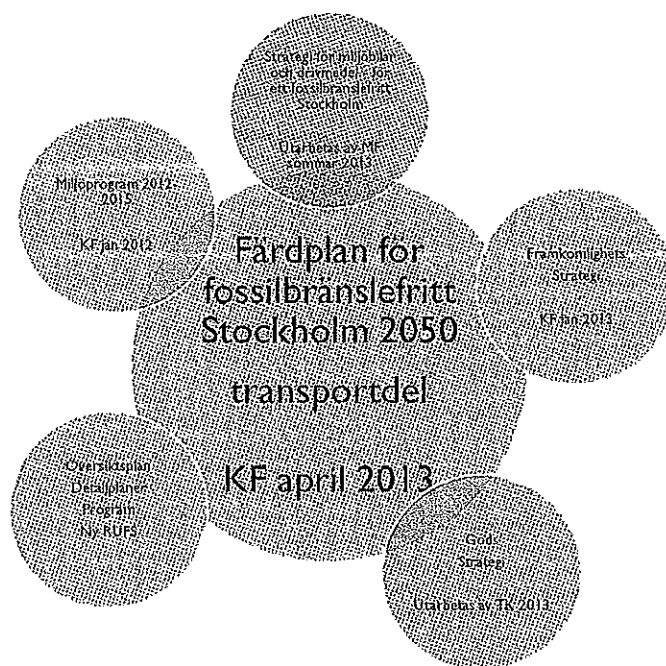 Strategi för miljöbilar
och drivmedel - för
ett fossilbränslefritt
Stockholm
Utarbetas av MF
sommar 2013
Miljöprogram 2012-
2015
KF jan 2012
Färdplan för
fossilbränslefritt
Stockholm 2050
transportdel
KF april 2013
Framkomlighets
Strategi
KF Jan 2013
Översiktsplan
Detaljplaner
Program
Ny RUFS
Gods
Strategi
Utarbetas av TK 2013